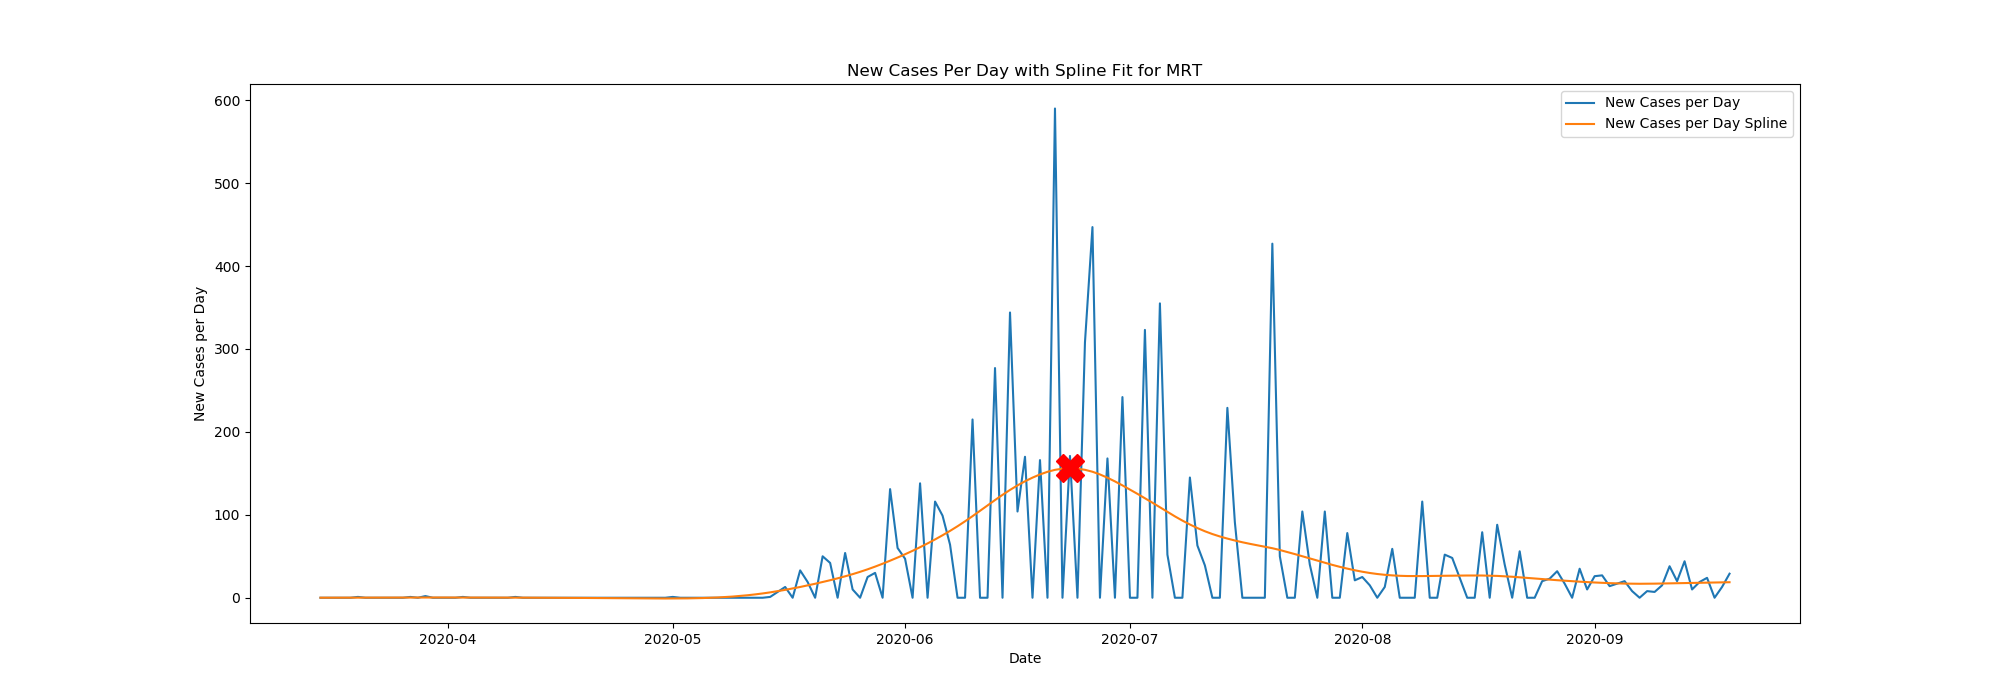 New Cases Per Day with Spline Fit for MRT
New Cases per Day
New Cases per Day Spline
600
500
400
300
200
100
0
New Cases per Day
2020-04
2020-05
2020-06
2020-07
2020-08
2020-09
Date